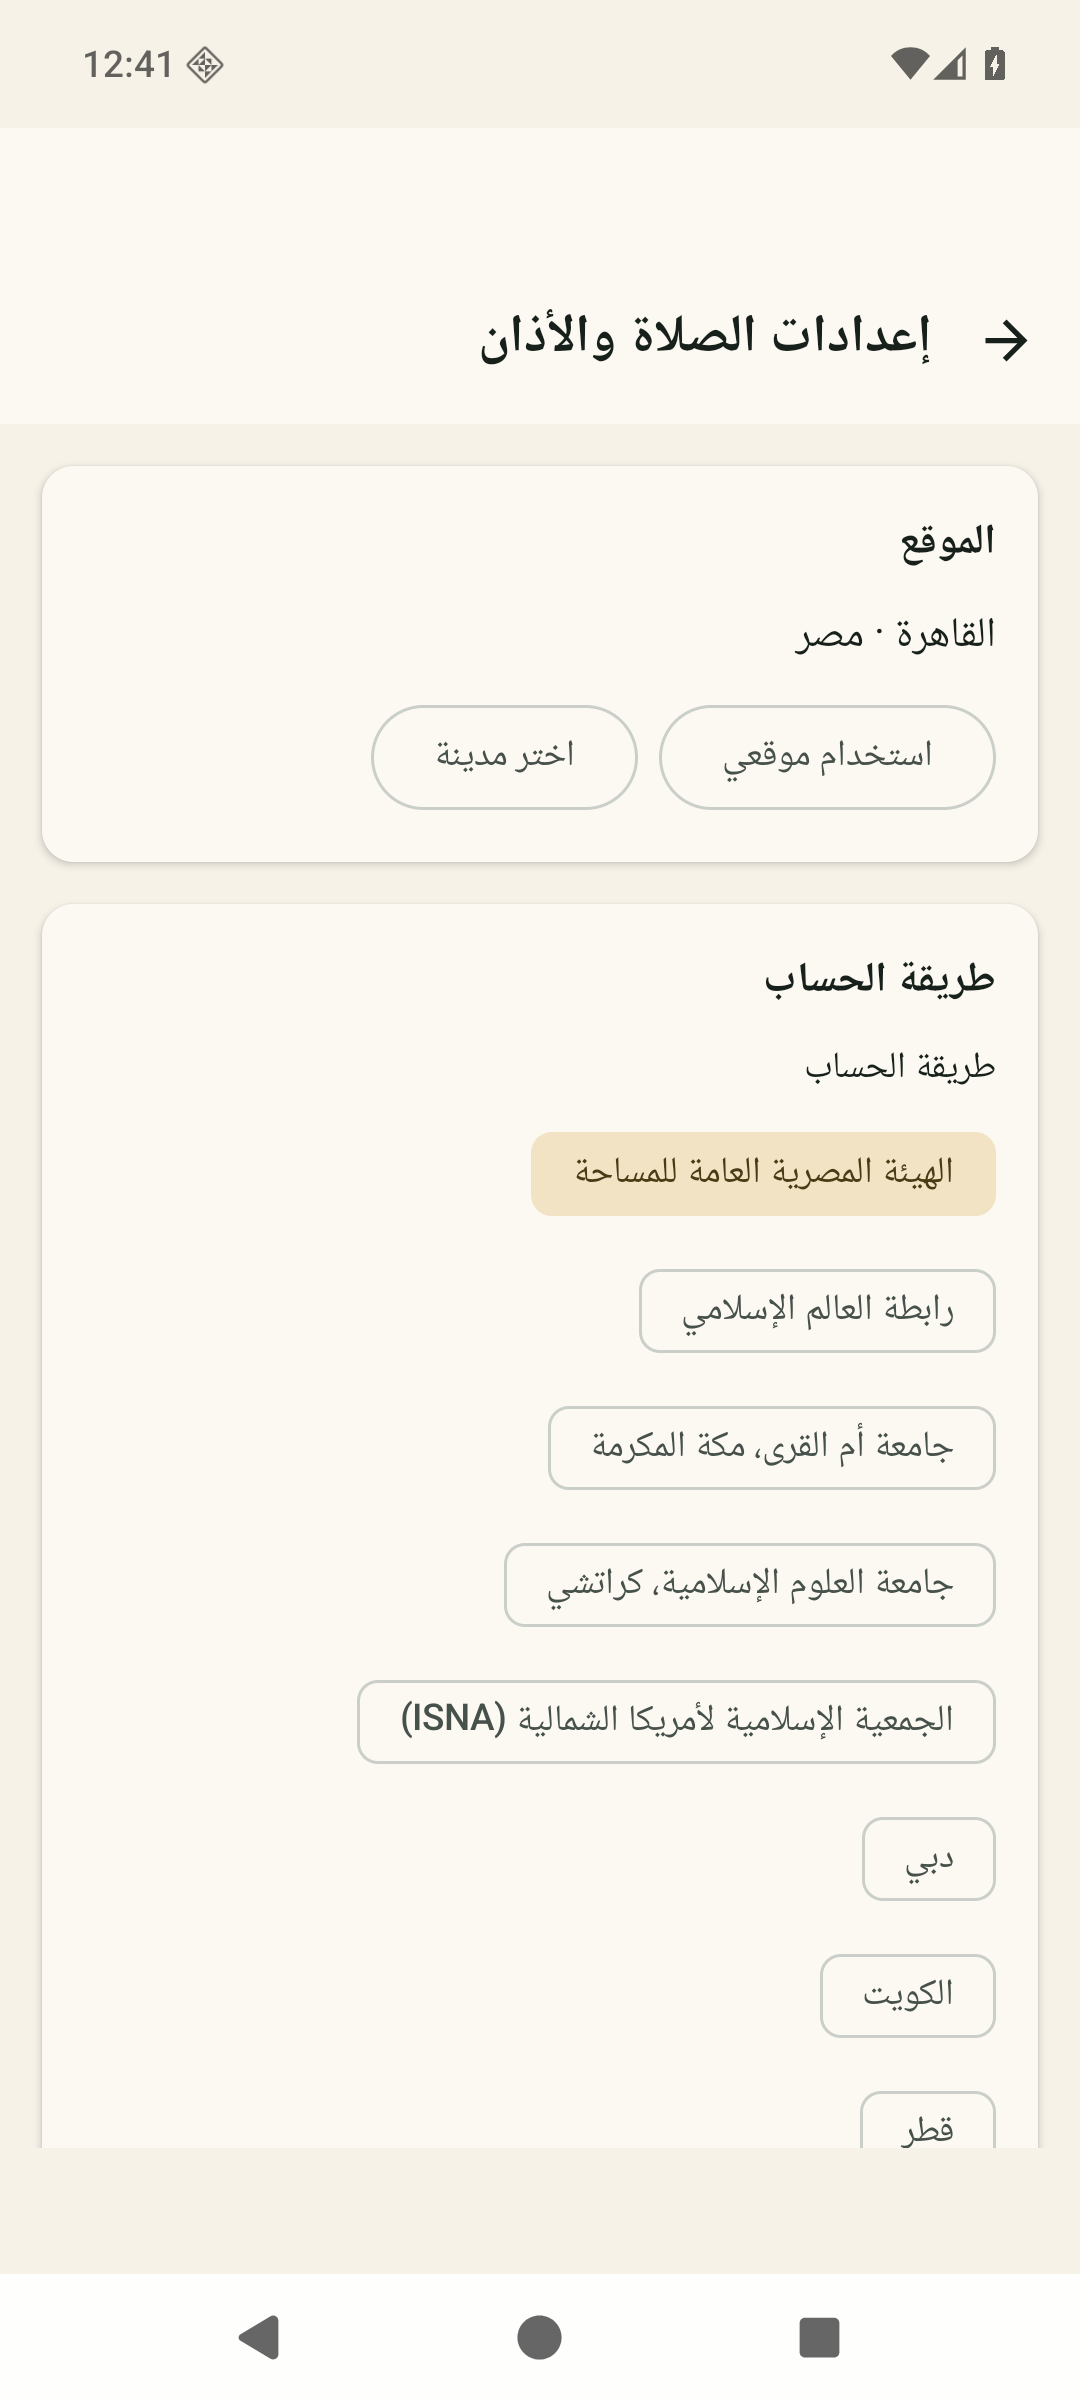 12:41
إعدادات الصلاة والأذان
الموقع
القاهرة · مصر
استخدام موقعي
اختر مدينة
طريقة الحساب
طريقة الحساب
الهيئة المصرية العامة للمساحة
رابطة العالم الإسلامي
جامعة أم القرى، مكة المكرمة
جامعة العلوم الإسلامية، كراتشي
الجمعية الإسلامية لأمريكا الشمالية (ISNA)
دبي
الكويت
قطر